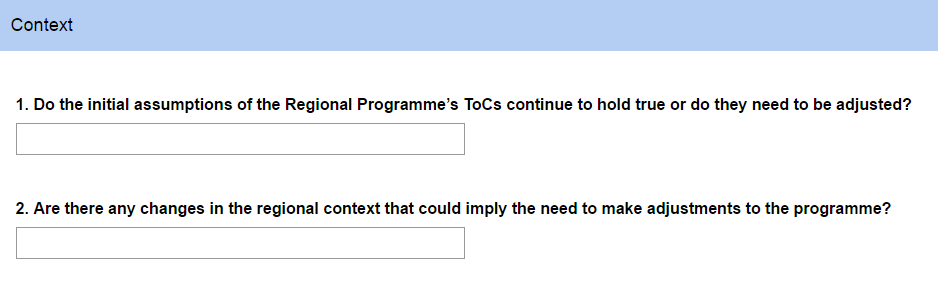 Context
1. Do the initial assumptions of the Regional Programme’s ToCs continue to hold true or do they need to be adjusted?
2. Are there any changes in the regional context that could imply the need to make adjustments to the programme?